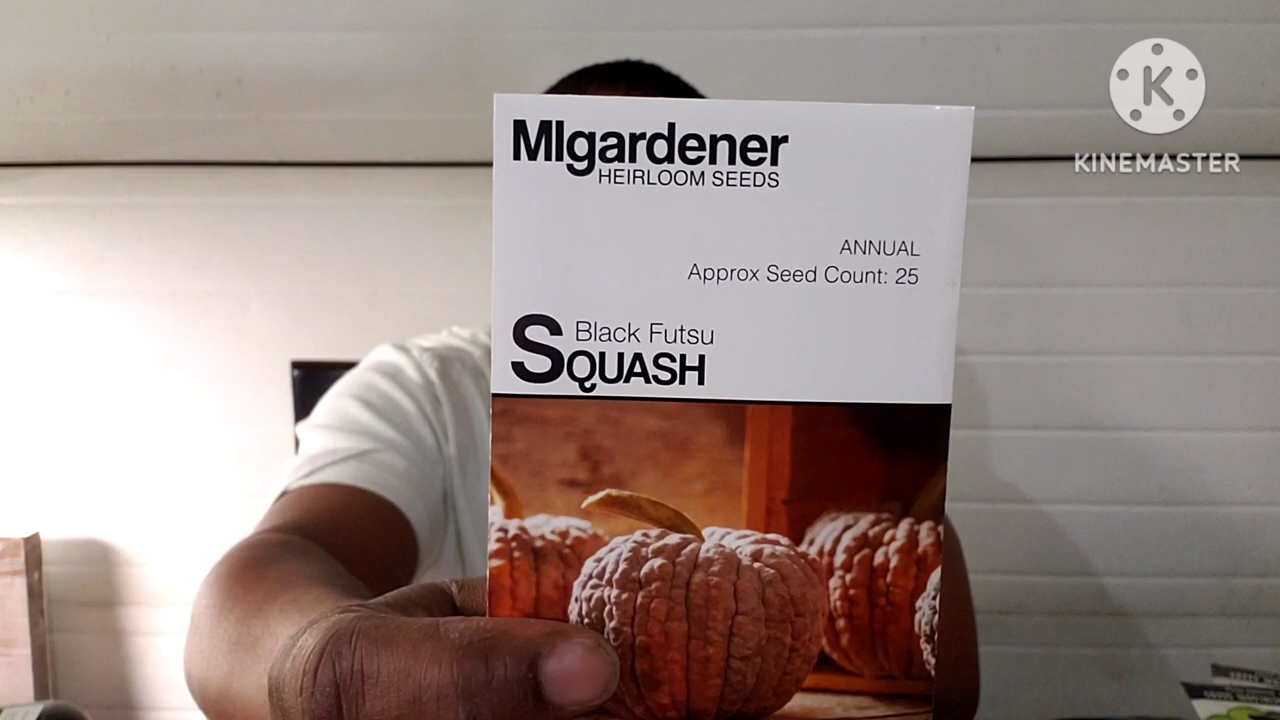 MIgardener
HEIRLOOM SEEDS
ANNUAL
Approx Seed Count: 25
Black Futsu
SQUASH
K
KINEMASTER